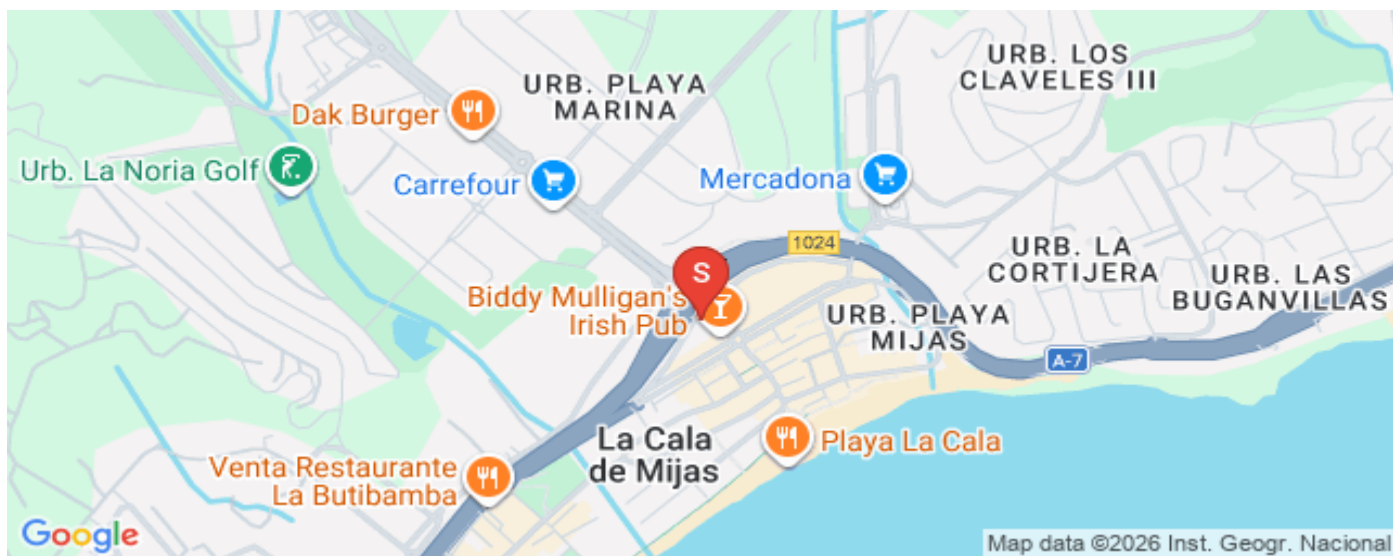 URB. LOS
CLAVELES III
URB. PLAYA
MARINA
Dak Burger
Urb. La Noria Golf
Carrefour
Mercadona
1024
URB. LA
CORTIJERA
URB. LAS
BUGANVILLAS
S
Biddy Mulligan's
Irish Pub
URB. PLAYA
MIJAS
A-7
La Cala
de Mijas
Playa La Cala
Venta Restaurante
La Butibamba
Google
Map data ©2026 Inst. Geogr. Nacional